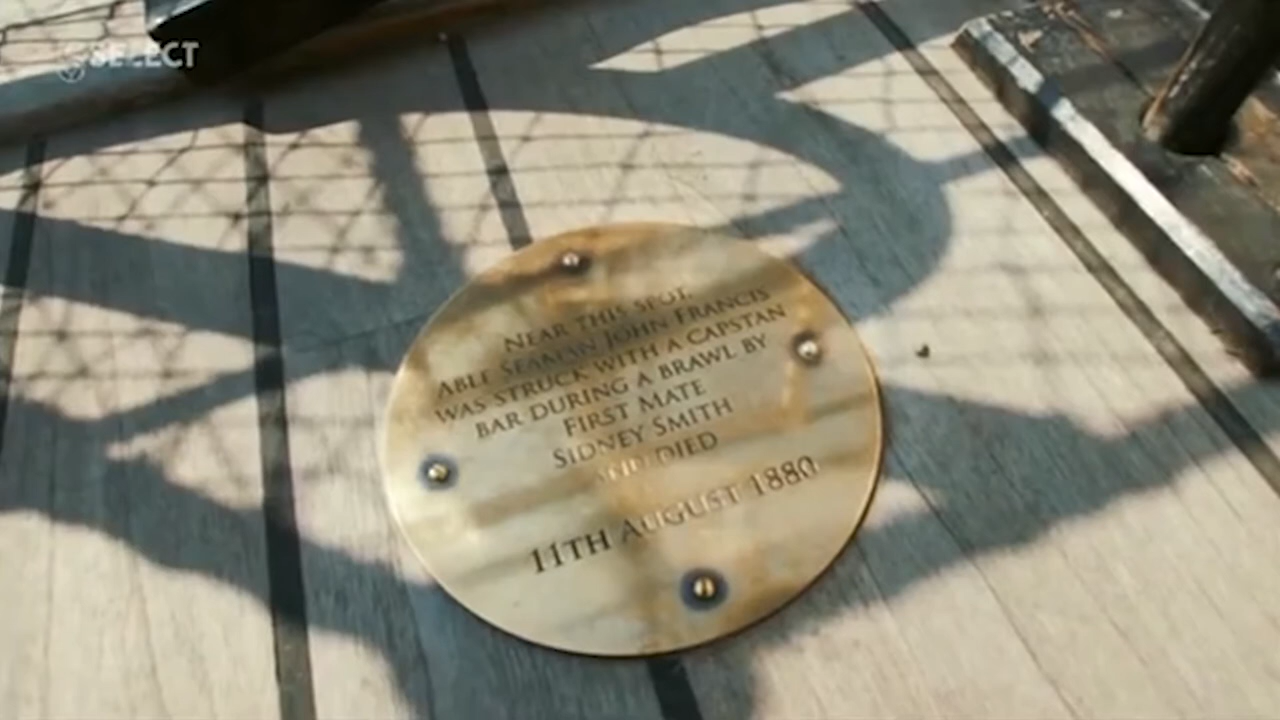 SELECT
NEAR THIS SPOT,
ABLE SEAMAN JOHN FRANCIS
WAS STRUCK WITH A CAPSTAN
BAR DURING A BRAWL BY
FIRST MATE
SIDNEY SMITH
AND DIED
11TH AUGUST 1880